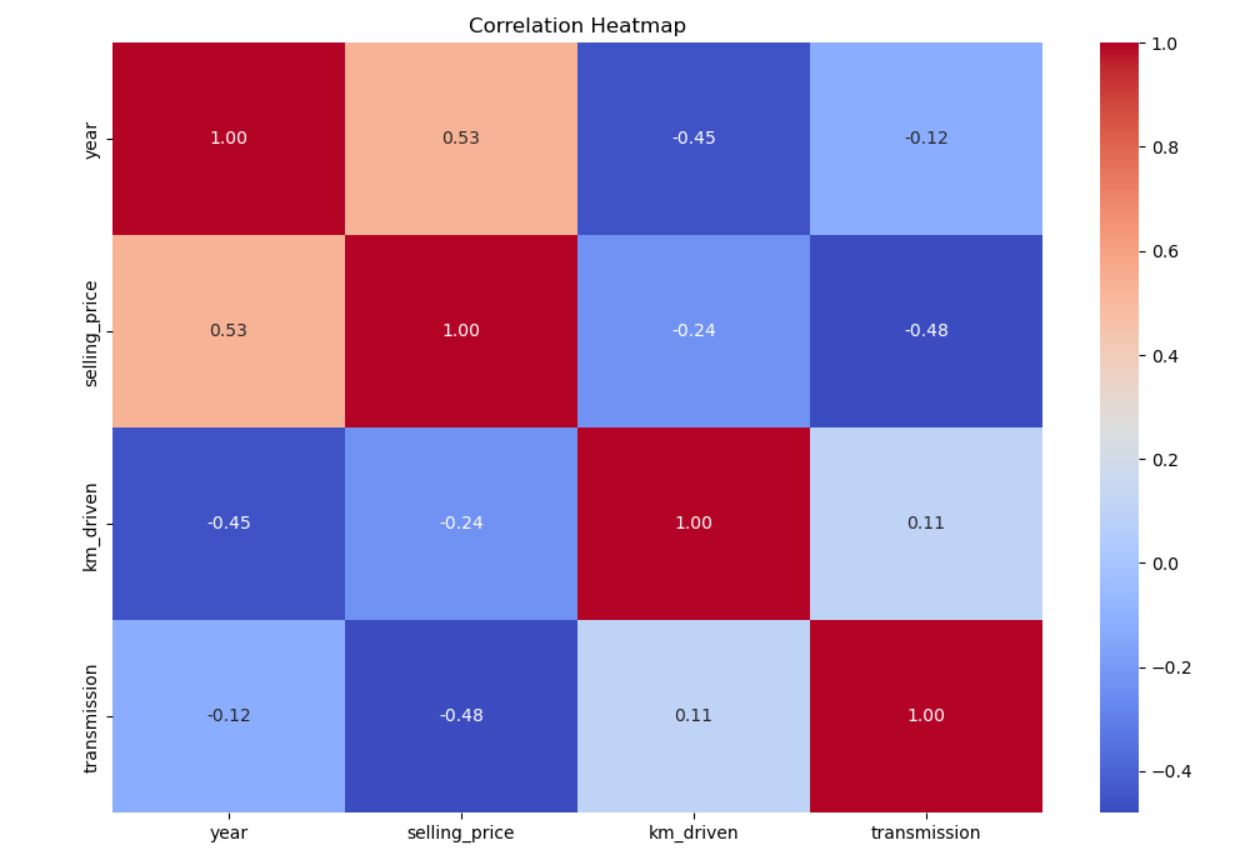 Correlation Heatmap
year 1.00 0.53 -0.45 -0.12
selling_price 0.53 1.00 -0.24 -0.48
km_driven -0.45 -0.24 1.00 0.11
transmission -0.12 -0.48 0.11 1.00
year selling_price km_driven transmission
1.0
0.8
0.6
0.4
0.2
0.0
−0.2
−0.4